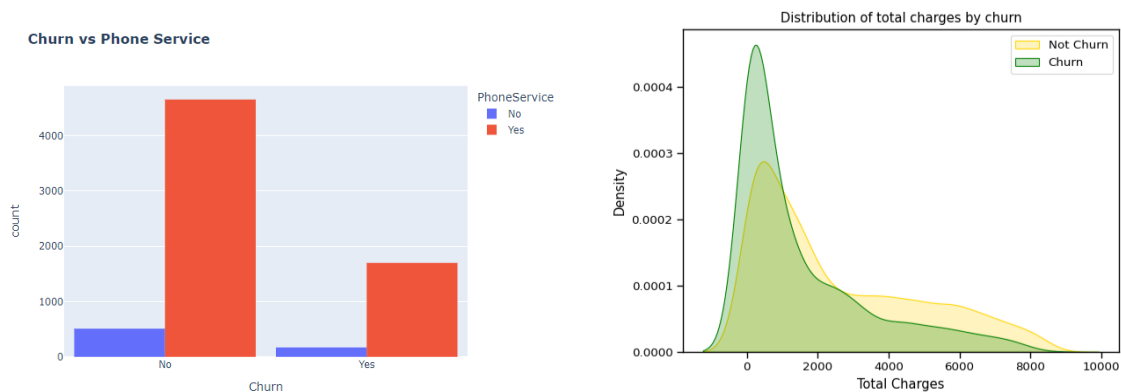 Churn vs Phone Service
count
4000
3000
2000
1000
0
No
Yes
Churn
PhoneService
No
Yes
Distribution of total charges by churn
Density
0.0004
0.0003
0.0002
0.0001
0.0000
0
2000
4000
6000
8000
10000
Total Charges
Not Churn
Churn